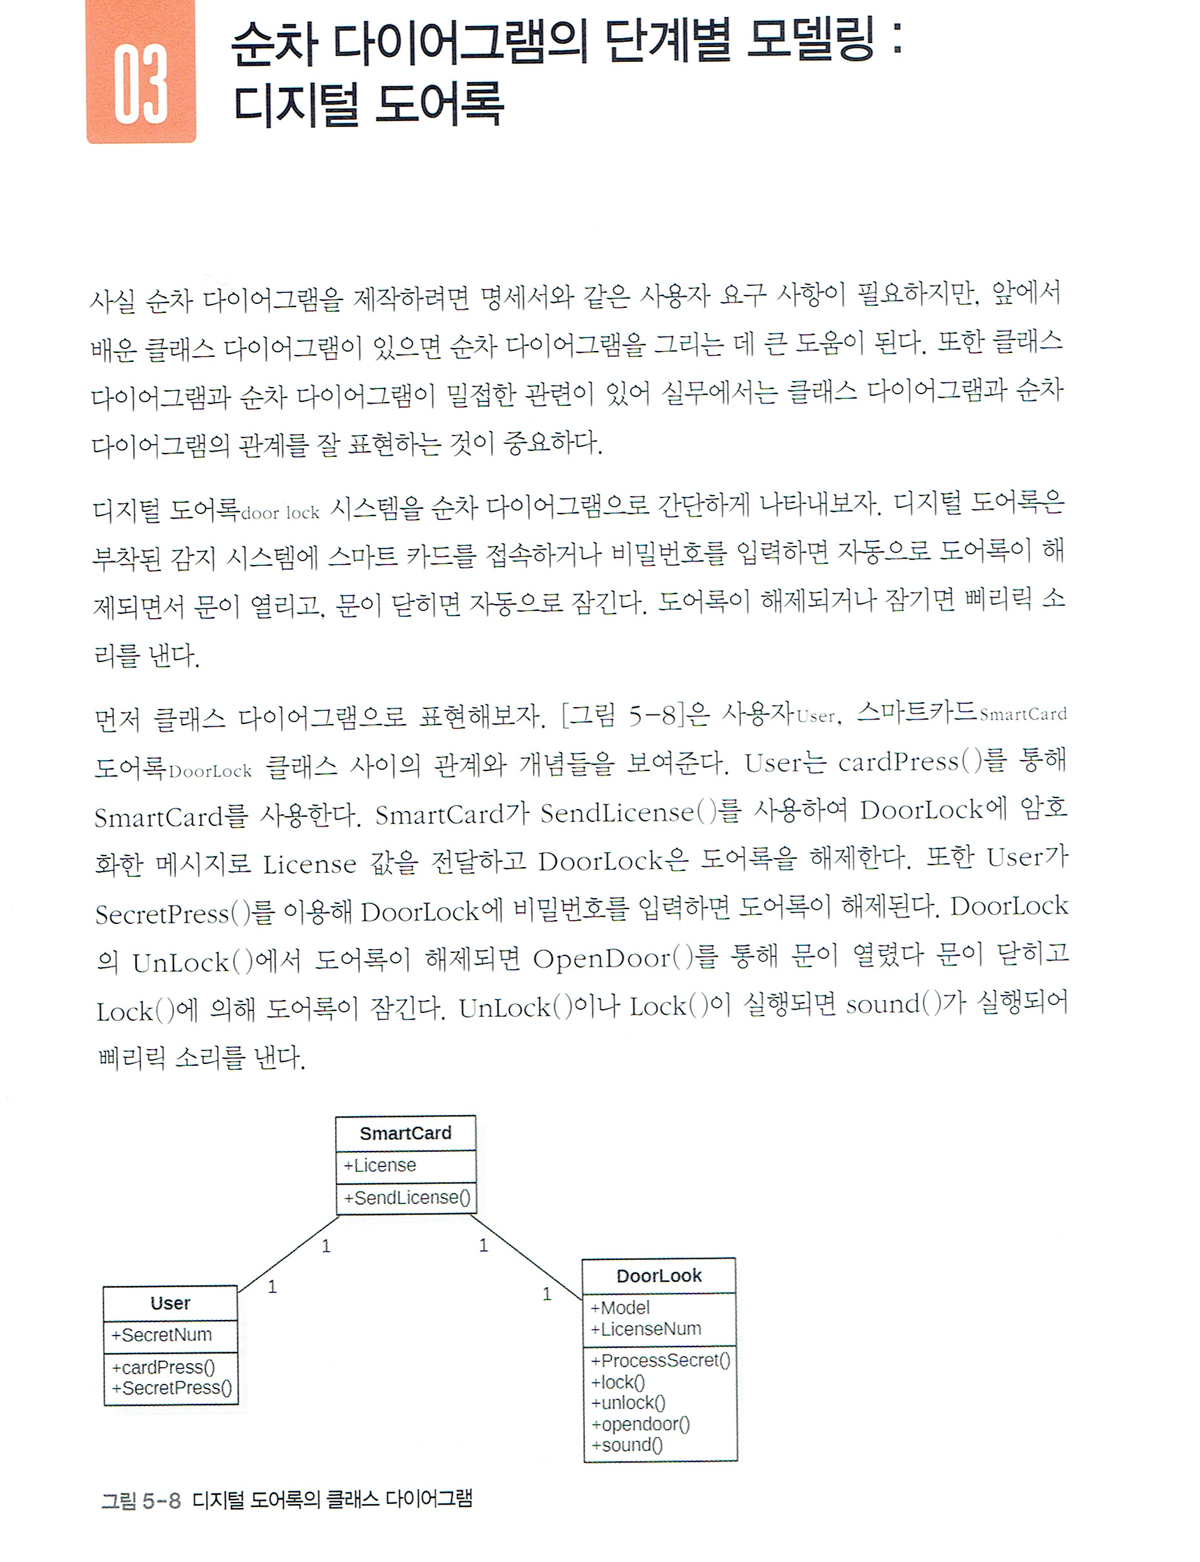 03
순차 다이어그램의 단계별 모델링 :
디지털 도어록
사실 순차 다이어그램을 제작하려면 명세서와 같은 사용자 요구 사항이 필요하지만, 앞에서
배운 클래스 다이어그램이 있으면 순차 다이어그램을 그리는 데 큰 도움이 된다. 또한 클래스
다이어그램과 순차 다이어그램이 밀접한 관련이 있어 실무에서는 클래스 다이어그램과 순차
다이어그램의 관계를 잘 표현하는 것이 중요하다.
디지털 도어록door lock 시스템을 순차 다이어그램으로 간단하게 나타내보자. 디지털 도어록은
부착된 감지 시스템에 스마트 카드를 접속하거나 비밀번호를 입력하면 자동으로 도어록이 해
제되면서 문이 열리고, 문이 닫히면 자동으로 잠긴다. 도어록이 해제되거나 잠기면 삐리릭 소
리를 낸다.
먼저 클래스 다이어그램으로 표현해보자. [그림 5-8]은 사용자User, 스마트카드SmartCard
도어록DoorLock 클래스 사이의 관계와 개념들을 보여준다. User는 cardPress()를 통해
SmartCard를 사용한다. SmartCard가 SendLicense()를 사용하여 DoorLock에 암호
화한 메시지로 License 값을 전달하고 DoorLock은 도어록을 해제한다. 또한 User가
SecretPress()를 이용해 DoorLock에 비밀번호를 입력하면 도어록이 해제된다. DoorLock
의 UnLock()에서 도어록이 해제되면 OpenDoor()를 통해 문이 열렸다 문이 닫히고
Lock()에 의해 도어록이 잠긴다. UnLock()이나 Lock()이 실행되면 sound()가 실행되어
삐리릭 소리를 낸다.
SmartCard
+License
+SendLicense()
1
1
1
1
User
+SecretNum
+cardPress()
+SecretPress()
DoorLook
+Model
+LicenseNum
+ProcessSecret()
+lock()
+unlock()
+opendoor()
+sound()
그림 5-8 디지털 도어록의 클래스 다이어그램